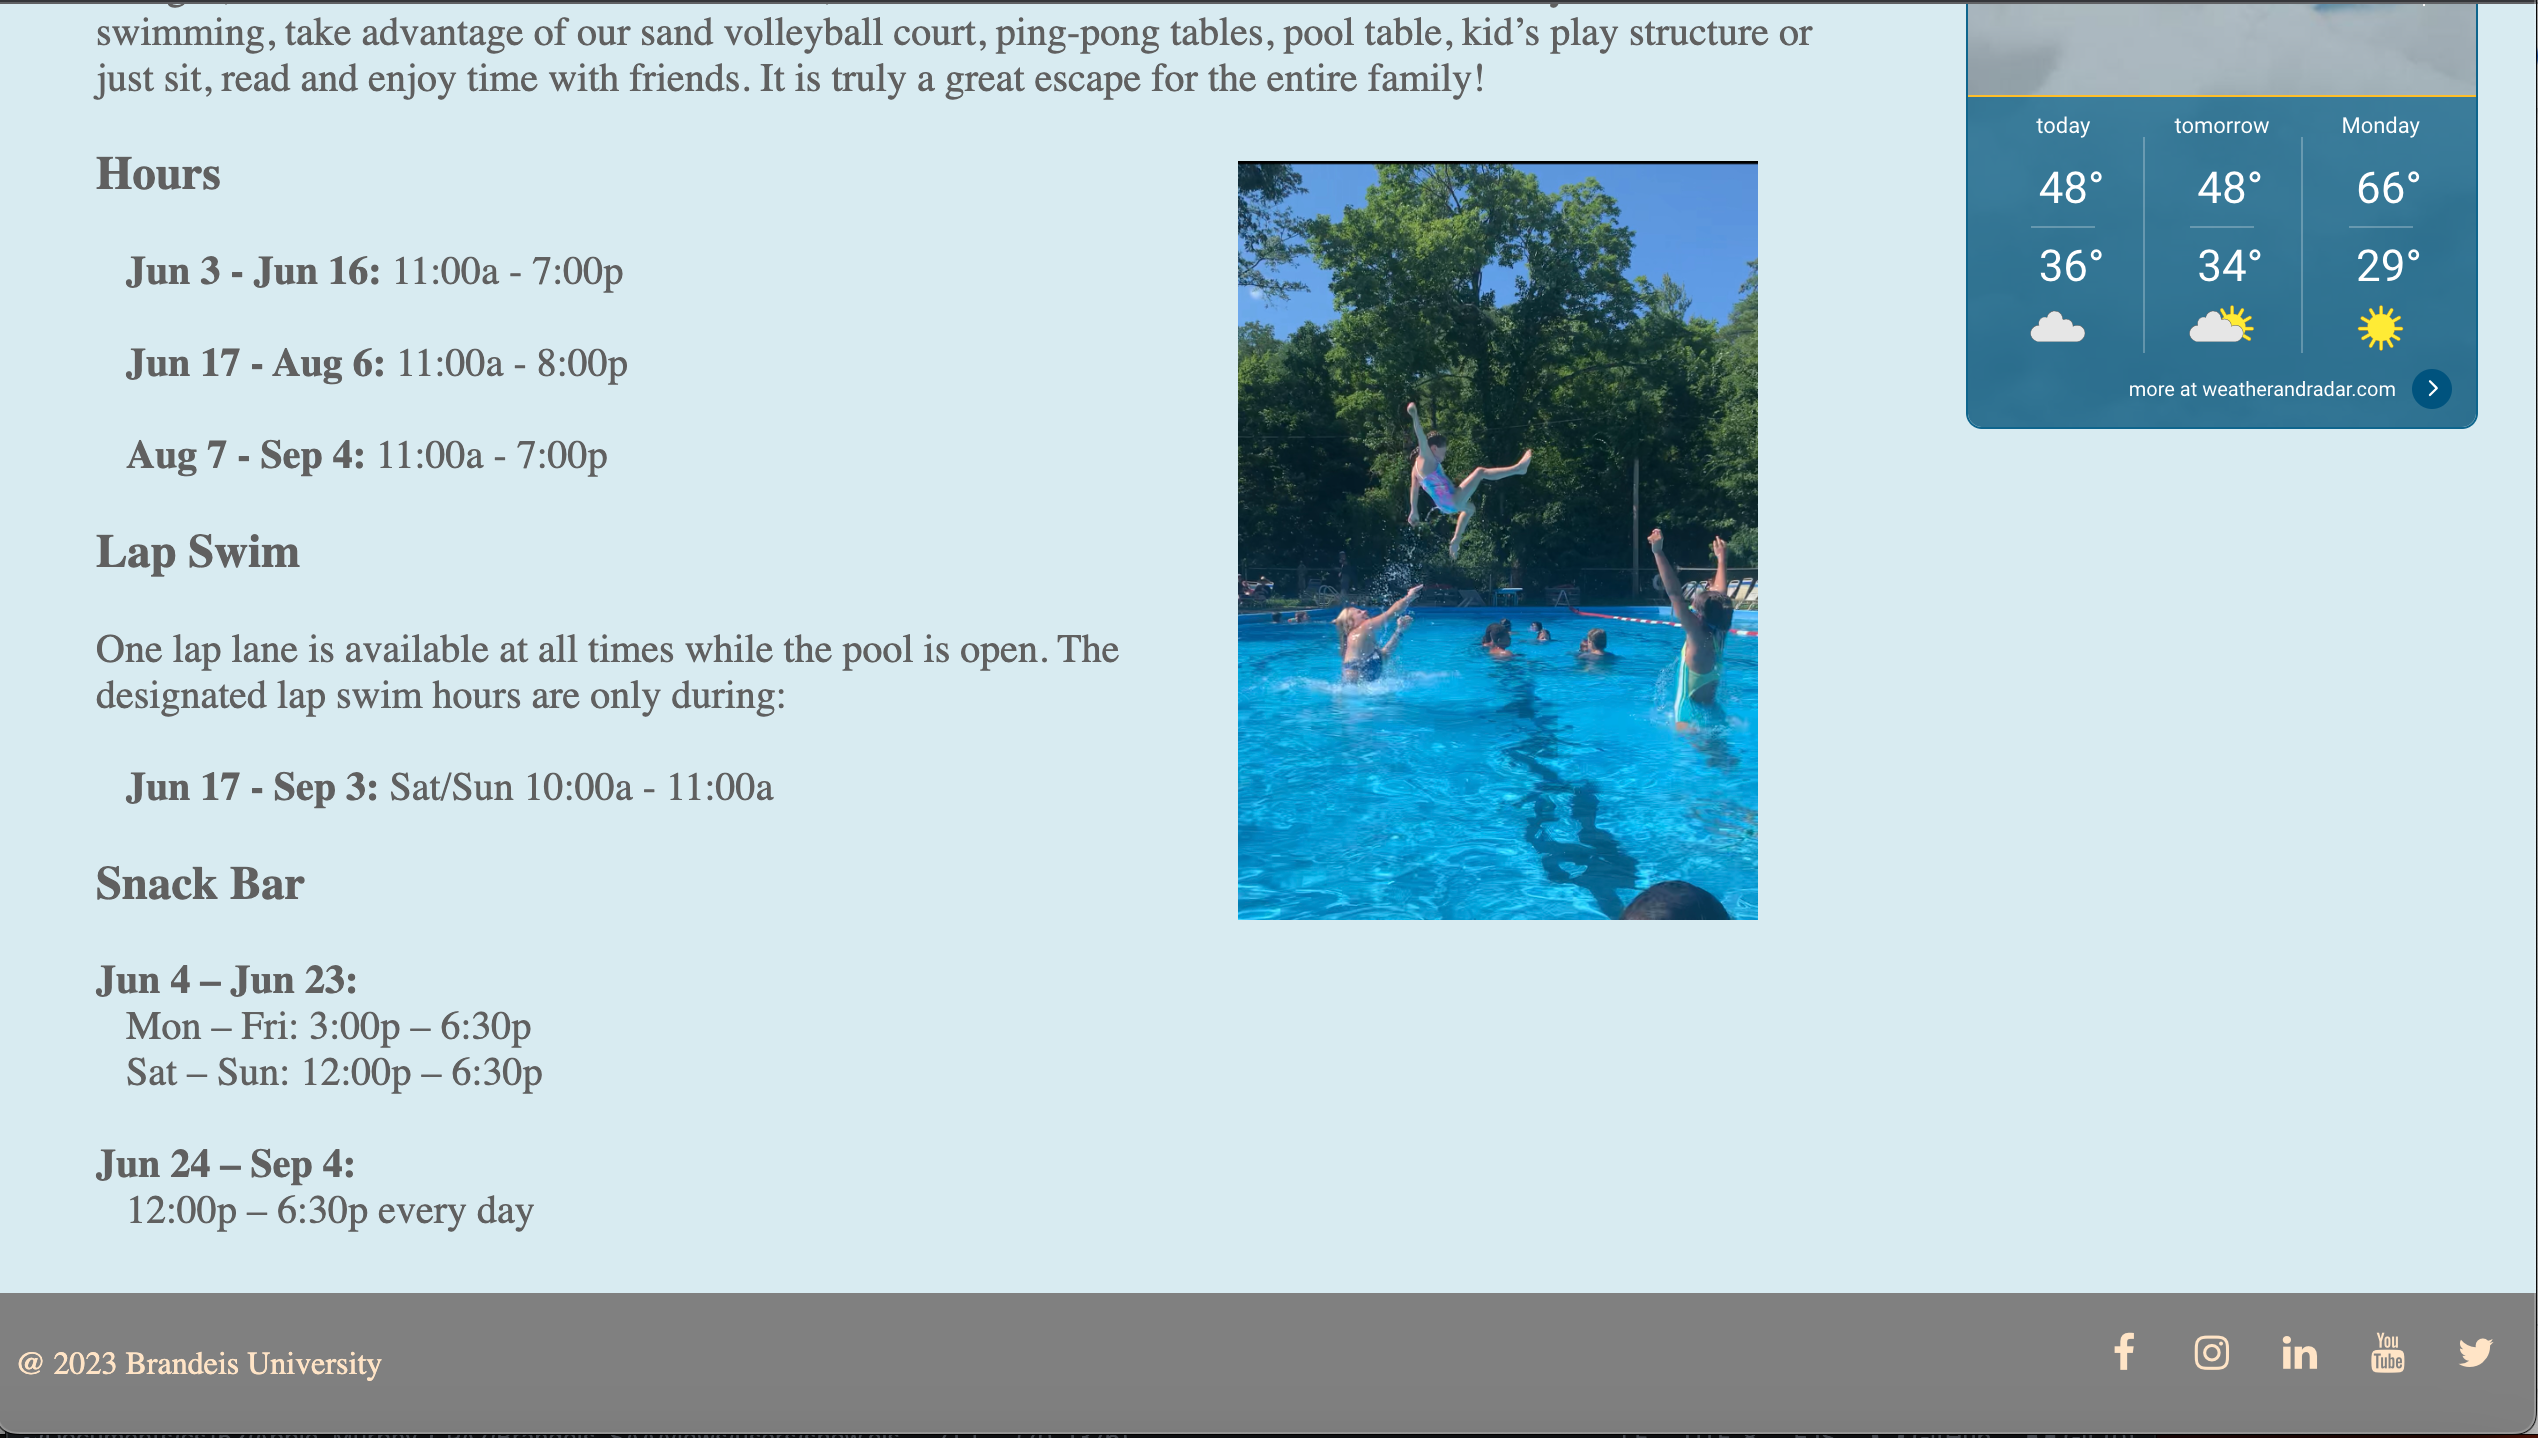 swimming, take advantage of our sand volleyball court, ping-pong tables, pool table, kid’s play structure or
just sit, read and enjoy time with friends. It is truly a great escape for the entire family!
Hours
Jun 3 - Jun 16: 11:00a - 7:00p
Jun 17 - Aug 6: 11:00a - 8:00p
Aug 7 - Sep 4: 11:00a - 7:00p
Lap Swim
One lap lane is available at all times while the pool is open. The
designated lap swim hours are only during:
Jun 17 - Sep 3: Sat/Sun 10:00a - 11:00a
Snack Bar
Jun 4 – Jun 23:
Mon – Fri: 3:00p – 6:30p
Sat – Sun: 12:00p – 6:30p
Jun 24 – Sep 4:
12:00p – 6:30p every day
today tomorrow Monday
48° 48° 66°
36° 34° 29°
more at weatherandradar.com
@ 2023 Brandeis University
You
Tube